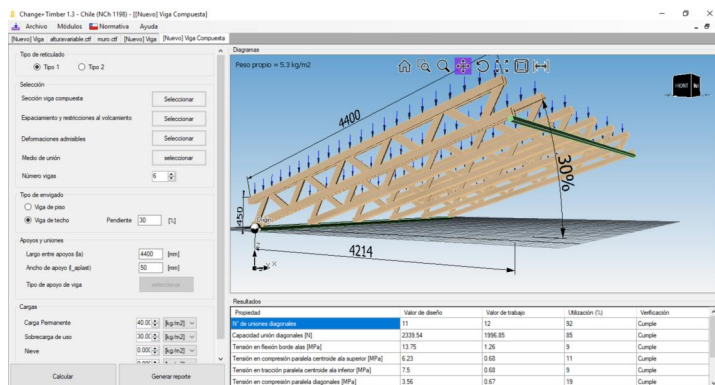 Change+Timber 1.3 - Chile (NCh 1198) - [[Nuevo] Viga Compuesta]
Archivo Módulos Normativa Ayuda
[Nuevo] Viga alturavariable.ctf muro.ctf [Nuevo] Viga [Nuevo] Viga Compuesta
Tipo de reticulado
Tipo 1 Tipo 2
Selección
Sección viga compuesta Seleccionar
Espaciamiento y restricciones al volcamiento Seleccionar
Deformaciones admisibles Seleccionar
Medio de unión seleccionar
Número vigas 6
Tipo de envigado
Viga de piso
Viga de techo Pendiente 30 [%]
Apoyos y uniones
Largo entre apoyos (la) 4400 [mm]
Ancho de apoyo (l_aplast) 50 [mm]
Tipo de apoyo de viga seleccionar
Cargas
Carga Permanente 40.0C [kg/m2]
Sobrecarga de uso 30.0C [kg/m2]
Nieve 0.00C [kg/m2]
Calcular Generar reporte
Diagramas
Peso propio = 5.3 kg/m2
4400
30%
450
4214
X
FRONT
Resultados
Propiedad Valor de diseño Valor de trabajo Utilización (%) Verificación
N° de uniones diagonales 11 12 92 Cumple
Capacidad unión diagonales [N] 2339.54 1996.85 85 Cumple
Tensión en flexión borde alas [MPa] 13.75 1.26 9 Cumple
Tensión en compresión paralela centroide ala superior [MPa] 6.23 0.68 11 Cumple
Tensión en tracción paralela centroide ala inferior [MPa] 7.5 0.68 9 Cumple
Tensión en compresión paralela diagonales [MPa] 3.56 0.67 19 Cumple